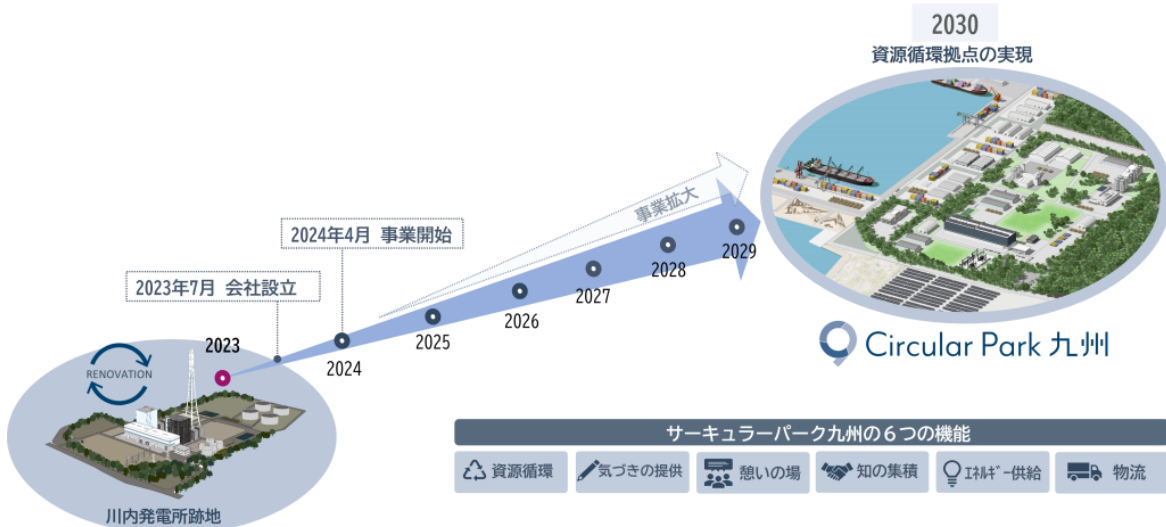 2030
資源循環拠点の実現
事業拡大
2024年4月 事業開始
2023年7月 会社設立
2023
2024
2025
2026
2027
2028
2029
RENOVATION
川内発電所跡地
Circular Park 九州
サーキュラーパーク九州の6つの機能
資源循環
気づきの提供
憩いの場
知の集積
ｴﾈﾙｷﾞｰ供給
物流